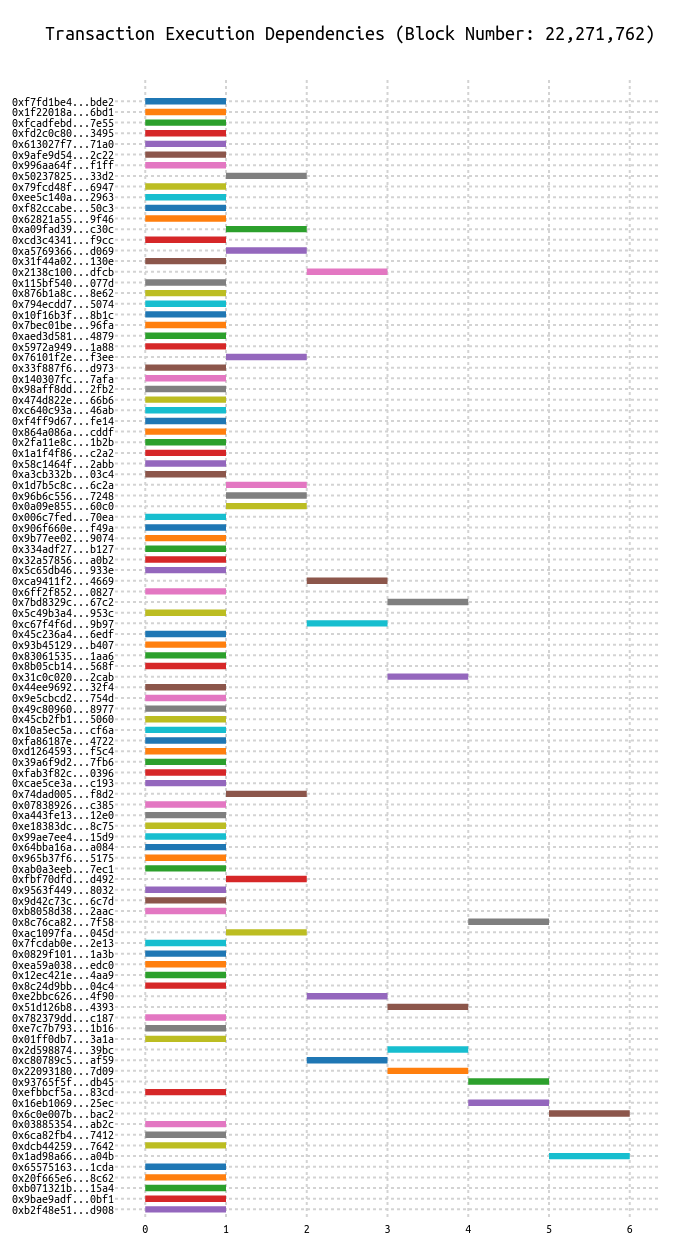 Transaction Execution Dependencies (Block Number: 22,271,762)
0xf7fd1be4...bde2
0x1f22018a...6bd1
0xfcadfebd...7e55
0xfd2c0c80...3495
0x613027f7...71a0
0x9afe9d54...2c22
0x996aa64f...f1ff
0x50237825...33d2
0x79fcd48f...6947
0xee5c140a...2963
0xf82ccabe...50c3
0x62821a55...9f46
0xa09fad39...c30c
0xcd3c4341...f9cc
0xa5769366...d069
0x31f44a02...130e
0x2138c100...dfcb
0x115bf540...077d
0x876b1a8c...8e62
0x794ecdd7...5074
0x10f16b3f...8b1c
0x7bec01be...96fa
0xaed3d581...4879
0x5972a949...1a88
0x76101f2e...f3ee
0x33f887f6...d973
0x140307fc...7afa
0x98aff8dd...2fb2
0x474d822e...66b6
0xc640c93a...46ab
0xf4ff9d67...fe14
0x864a086a...cddf
0x2fa11e8c...1b2b
0x1a1f4f86...c2a2
0x58c1464f...2abb
0xa3cb332b...03c4
0x1d7b5c8c...6c2a
0x96b6c556...7248
0x0a09e855...60c0
0x006c7fed...70ea
0x906f660e...f49a
0x9b77ee02...9074
0x334adf27...b127
0x32a57856...a0b2
0x5c65db46...933e
0xca9411f2...4669
0x6ff2f852...0827
0x7bd8329c...67c2
0x5c49b3a4...953c
0xc67f4f6d...9b97
0x45c236a4...6edf
0x93b45129...b407
0x83061535...1aa6
0x8b05cb14...568f
0x31c0c020...2cab
0x44ee9692...32f4
0x9e5cbcd2...754d
0x49c80960...8977
0x45cb2fb1...5060
0x10a5ec5a...cf6a
0xfa86187e...4722
0xd1264593...f5c4
0x39a6f9d2...7fb6
0xfab3f82c...0396
0xcae5ce3a...c193
0x74dad005...f8d2
0x07838926...c385
0xa443fe13...12e0
0xe18383dc...8c75
0x99ae7ee4...15d9
0x64bba16a...a084
0x965b37f6...5175
0xab0a3eeb...7ec1
0xfbf70dfd...d492
0x9563f449...8032
0x9d42c73c...6c7d
0xb8058d38...2aac
0x8c76ca82...7f58
0xac1097fa...045d
0x7fcdab0e...2e13
0x0829f101...1a3b
0xea59a038...edc0
0x12ec421e...4aa9
0x8c24d9bb...04c4
0xe2bbc626...4f90
0x51d126b8...4393
0x782379dd...c187
0xe7c7b793...1b16
0x01ff0db7...3a1a
0x2d598874...39bc
0xc80789c5...af59
0x22093180...7d09
0x93765f5f...db45
0xefbbcf5a...83cd
0x16eb1069...25ec
0x6c0e007b...bac2
0x03885354...ab2c
0x6ca82fb4...7412
0xdcb44259...7642
0x1ad98a66...a04b
0x65575163...1cda
0x20f665e6...8c62
0xb071321b...15a4
0x9bae9adf...0bf1
0xb2f48e51...d908
0 1 2 3 4 5 6